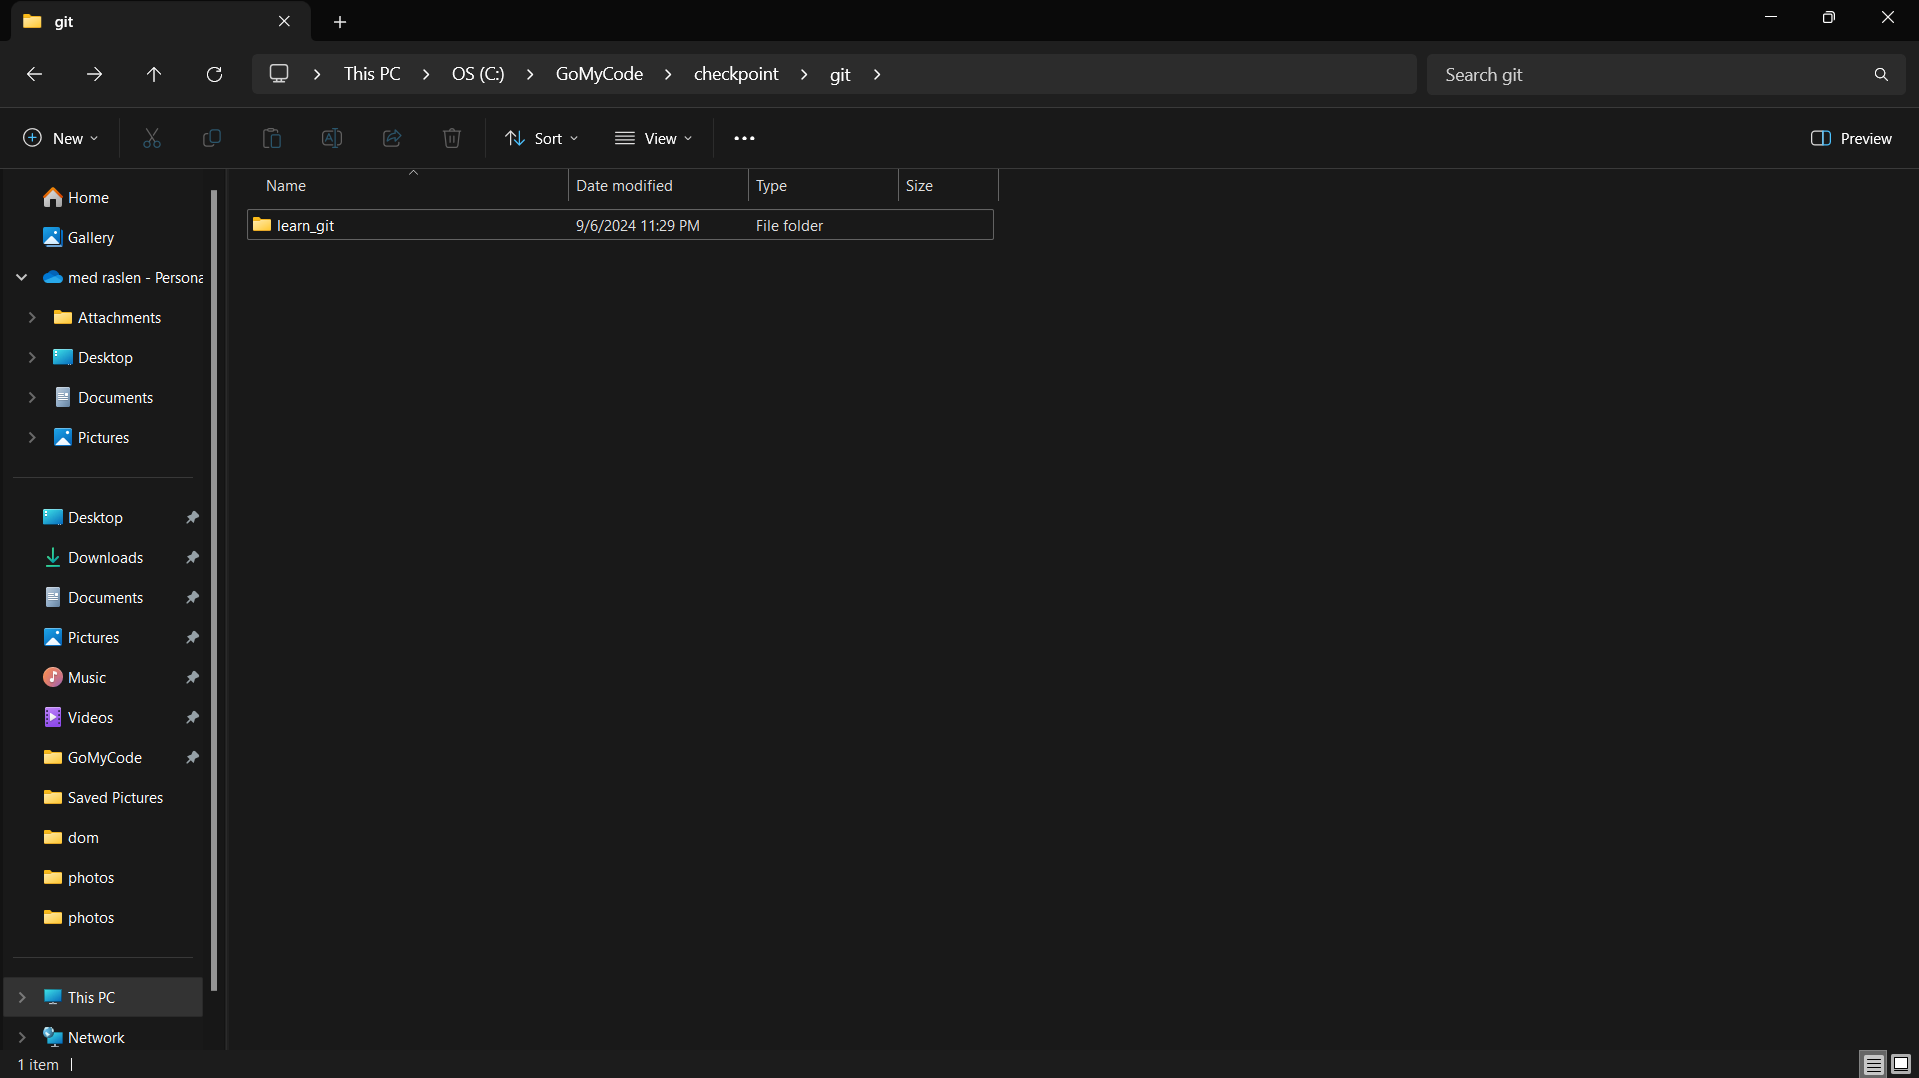 git
This PC > OS (C:) > GoMyCode > checkpoint > git >
Search git
New
Sort
View
Preview
Name Date modified Type Size
learn_git 9/6/2024 11:29 PM File folder
Home
Gallery
med raslen - Persona
Attachments
Desktop
Documents
Pictures
Desktop
Downloads
Documents
Pictures
Music
Videos
GoMyCode
Saved Pictures
dom
photos
photos
This PC
Network
1 item